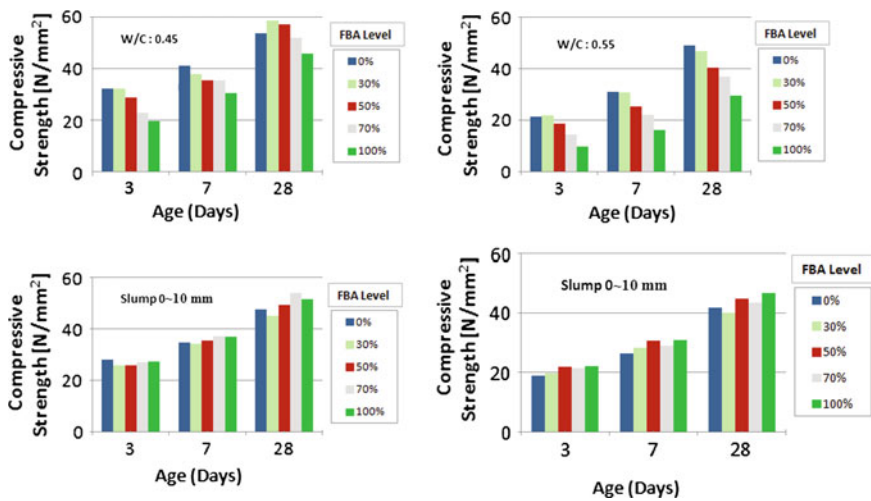 Compressive
Strength [N/mm²]
60
40
20
0
W/C : 0.45
3
7
28
Age (Days)
FBA Level
0%
30%
50%
70%
100%
Compressive
Strength [N/mm²]
60
40
20
0
W/C : 0.55
3
7
28
Age (Days)
FBA Level
0%
30%
50%
70%
100%
Compressive
Strength [N/mm²]
60
40
20
0
Slump 0~10 mm
3
7
28
Age (Days)
FBA Level
0%
30%
50%
70%
100%
Compressive
Strength [N/mm²]
60
40
20
0
Slump 0~10 mm
3
7
28
Age (Days)
FBA Level
0%
30%
50%
70%
100%